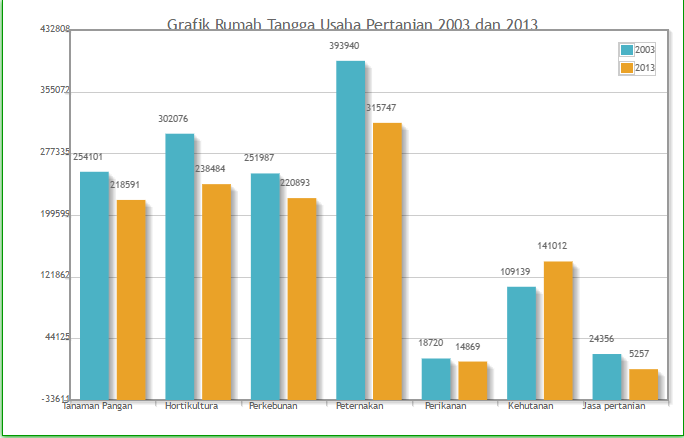 Grafik Rumah Tangga Usaha Pertanian 2003 dan 2013
432808
355072
277335
199599
121862
44125
-33611
2003
2013
254101
218591
302076
238484
251987
220893
393940
315747
18720
14869
109139
141012
24356
5257
Tanaman Pangan
Hortikultura
Perkebunan
Peternakan
Perikanan
Kehutanan
Jasa pertanian